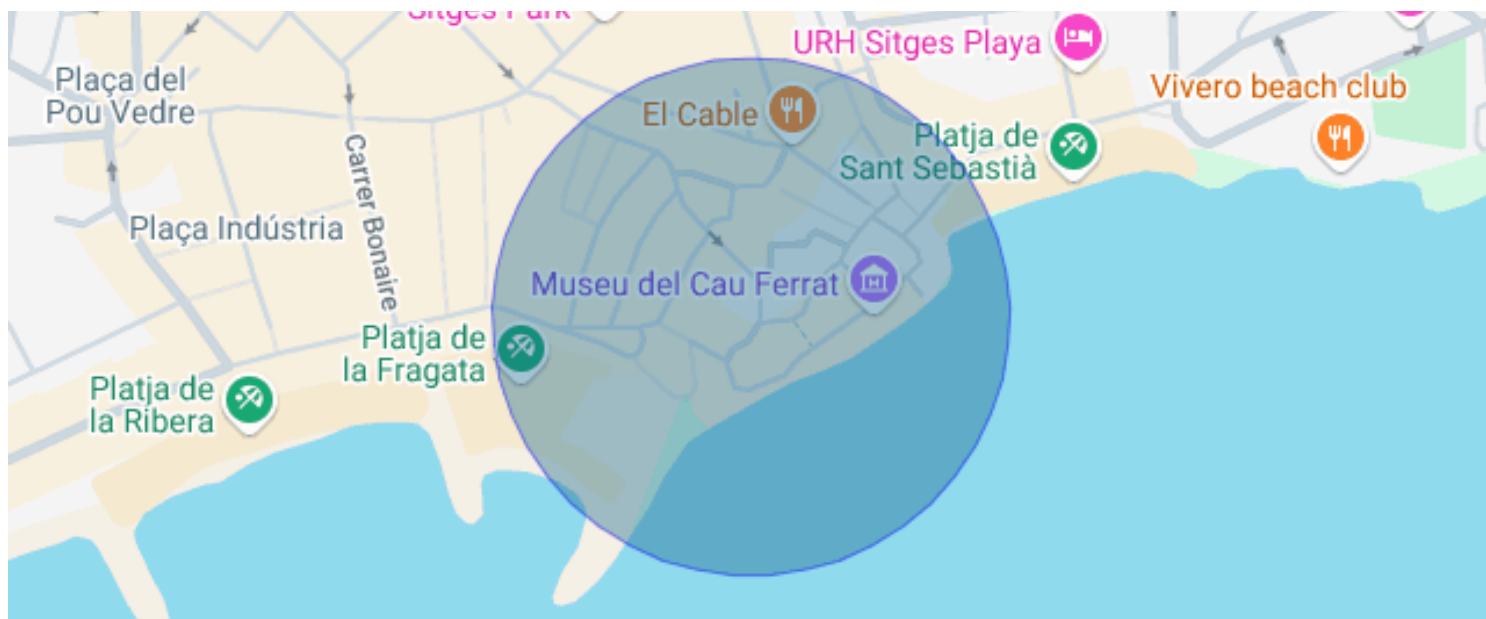 Sitges Park
URH Sitges Playa
Plaça del
Pou Vedre
El Cable
Vivero beach club
Platja de
Sant Sebastià
Carrer Bonaire
Plaça Indústria
Museu del Cau Ferrat
Platja de
la Fragata
Platja de
la Ribera